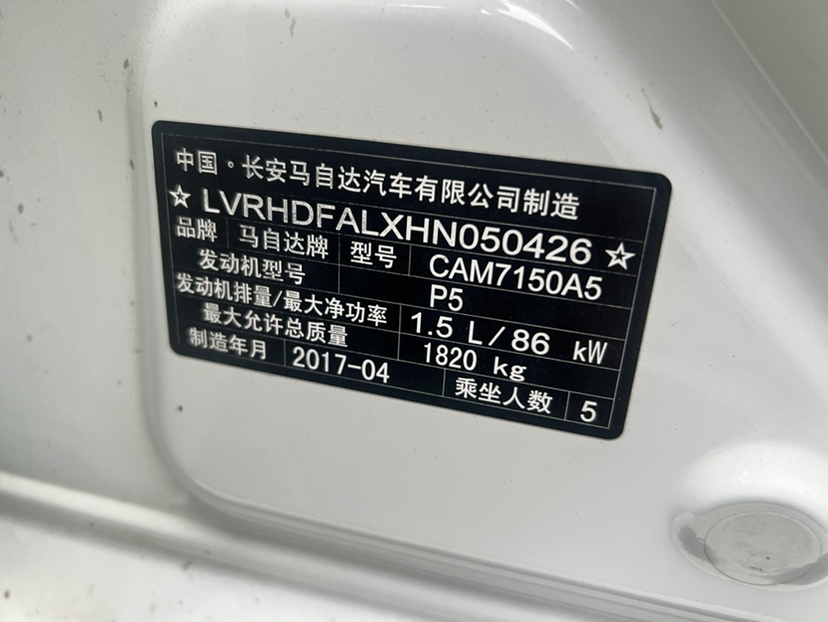 中国·长安马自达汽车有限公司制造
☆LVRHDFALXHN050426☆
品牌 马自达牌 型号 CAM7150A5
发动机型号 P5
发动机排量/最大净功率 1.5 L/86 kW
最大允许总质量 1820 kg
制造年月 2017-04 乘坐人数 5